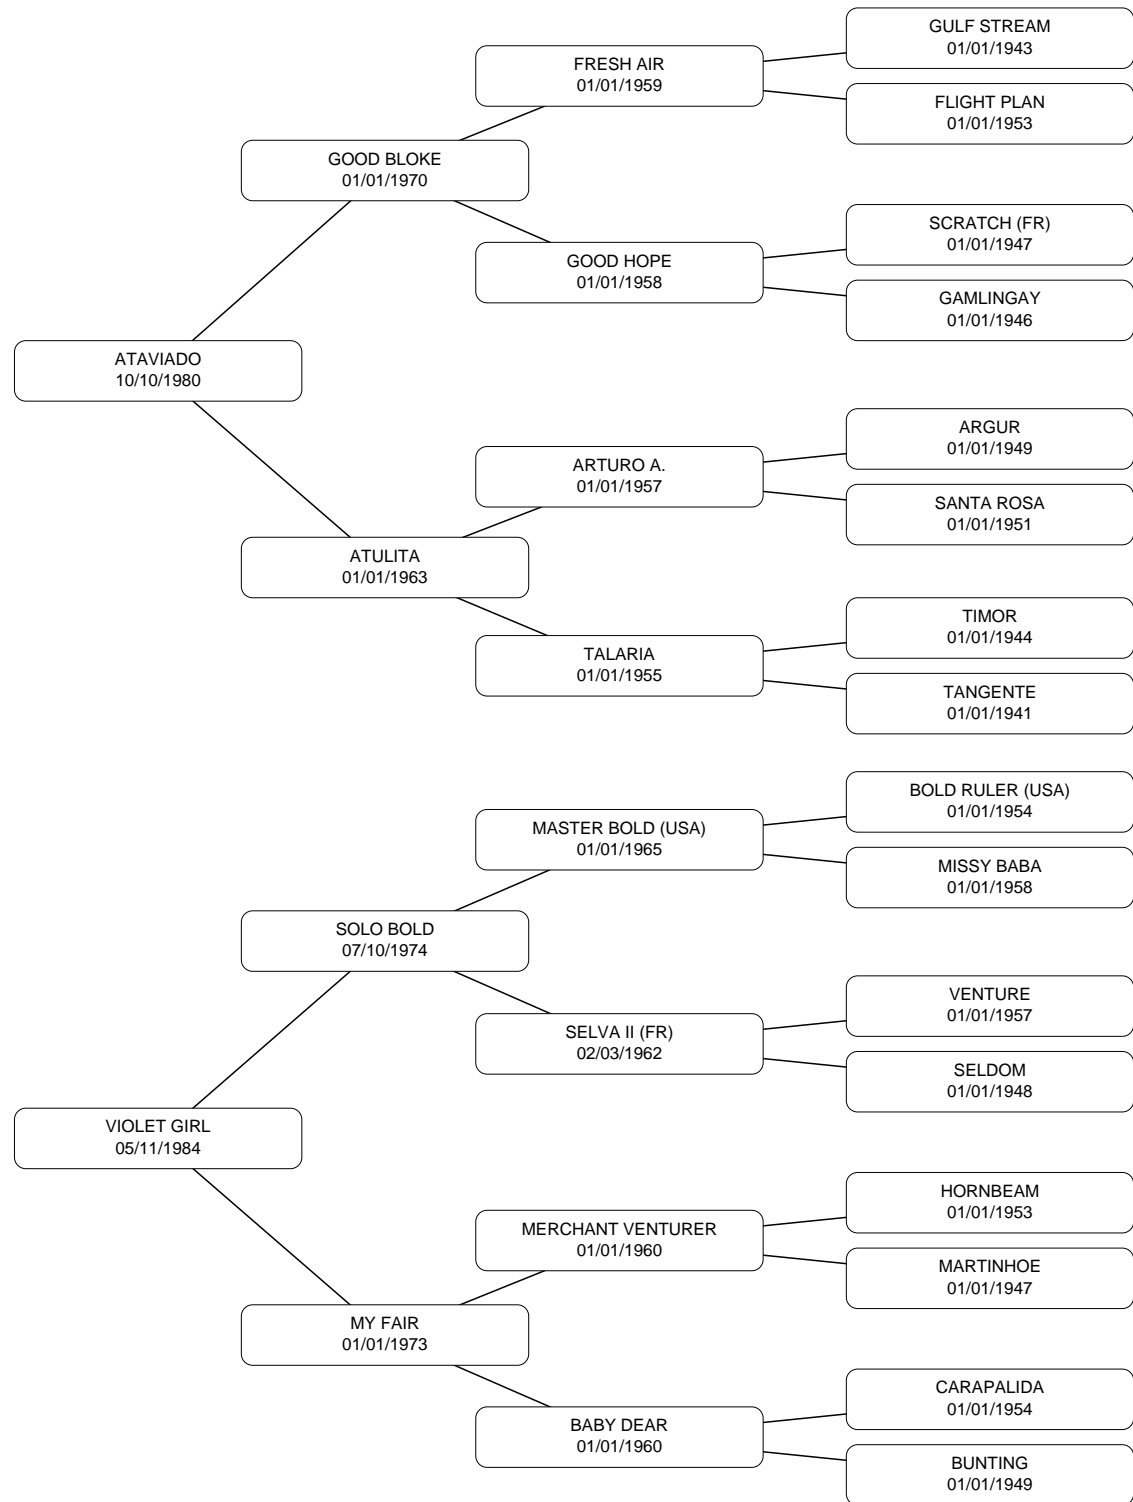 GULF STREAM
01/01/1943
FRESH AIR
01/01/1959
FLIGHT PLAN
01/01/1953
GOOD BLOKE
01/01/1970
SCRATCH (FR)
01/01/1947
GOOD HOPE
01/01/1958
GAMLINGAY
01/01/1946
ATAVIADO
10/10/1980
ARGUR
01/01/1949
ARTURO A.
01/01/1957
SANTA ROSA
01/01/1951
ATULITA
01/01/1963
TIMOR
01/01/1944
TALARIA
01/01/1955
TANGENTE
01/01/1941
BOLD RULER (USA)
01/01/1954
MASTER BOLD (USA)
01/01/1965
MISSY BABA
01/01/1958
SOLO BOLD
07/10/1974
VENTURE
01/01/1957
SELVA II (FR)
02/03/1962
SELDOM
01/01/1948
VIOLET GIRL
05/11/1984
HORNBEAM
01/01/1953
MERCHANT VENTURER
01/01/1960
MARTINHOE
01/01/1947
MY FAIR
01/01/1973
CARAPALIDA
01/01/1954
BABY DEAR
01/01/1960
BUNTING
01/01/1949